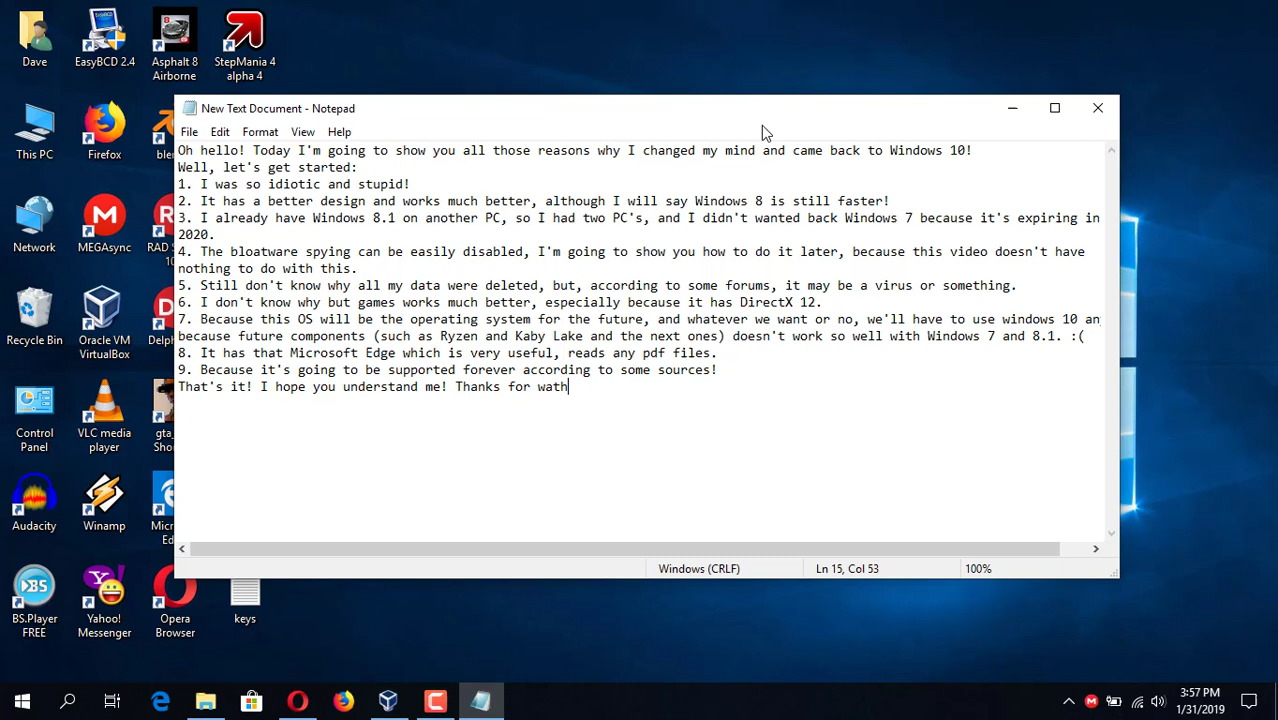 Dave
EasyBCD 2.4
Asphalt 8
Airborne
StepMania 4
alpha 4
New Text Document - Notepad
File Edit Format View Help
Oh hello! Today I'm going to show you all those reasons why I changed my mind and came back to Windows 10!
Well, let's get started:
1. I was so idiotic and stupid!
2. It has a better design and works much better, although I will say Windows 8 is still faster!
3. I already have Windows 8.1 on another PC, so I had two PC's, and I didn't wanted back Windows 7 because it's expiring in
2020.
4. The bloatware spying can be easily disabled, I'm going to show you how to do it later, because this video doesn't have
nothing to do with this.
5. Still don't know why all my data were deleted, but, according to some forums, it may be a virus or something.
6. I don't know why but games works much better, especially because it has DirectX 12.
7. Because this OS will be the operating system for the future, and whatever we want or no, we'll have to use windows 10 an
because future components (such as Ryzen and Kaby Lake and the next ones) doesn't work so well with Windows 7 and 8.1. :(
8. It has that Microsoft Edge which is very useful, reads any pdf files.
9. Because it's going to be supported forever according to some sources!
That's it! I hope you understand me! Thanks for wath
Windows (CRLF) Ln 15, Col 53 100%
This PC
Firefox
ble
Network
MEGAsync
RAD S
10
Recycle Bin
Oracle VM
VirtualBox
Delph
Control
Panel
VLC media
player
gta_
Sho
Audacity
Winamp
Micr
Ed
BS.Player
FREE
Yahoo!
Messenger
Opera
Browser
keys
3:57 PM
1/31/2019